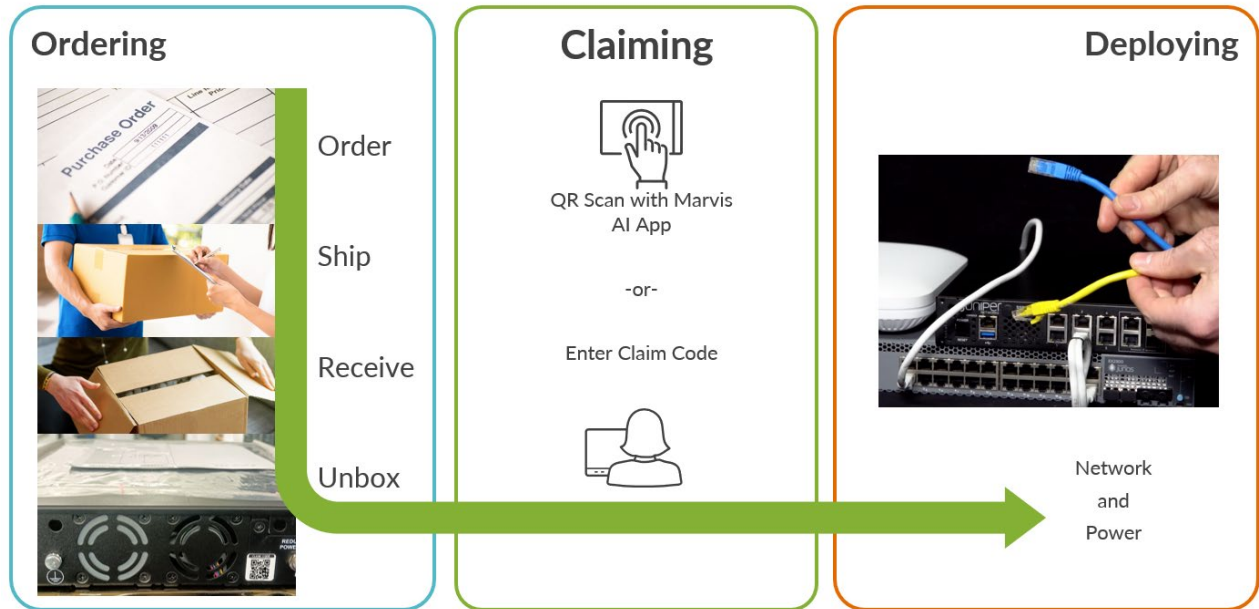 Ordering
Purchase Order
Order
Ship
Receive
Unbox
Claiming
QR Scan with Marvis
AI App
-or-
Enter Claim Code
Deploying
Juniper
Network
and
Power